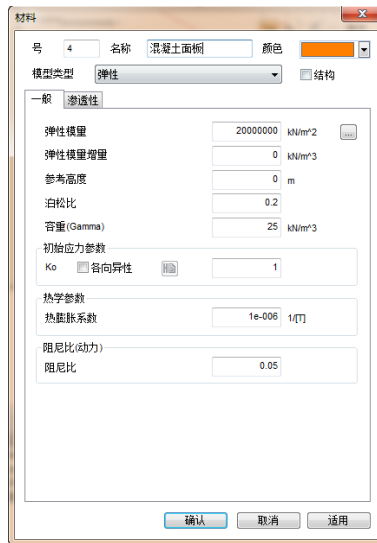 材料
号 4 名称 混凝土面板 颜色
模型类型 弹性 结构
一般 渗透性
弹性模量 20000000 kN/m^2 ...
弹性模量增量 0 kN/m^3
参考高度 0 m
泊松比 0.2
容重(Gamma) 25 kN/m^3
初始应力参数
Ko 各向异性 1
热学参数
热膨胀系数 1e-006 1/[T]
阻尼比(动力)
阻尼比 0.05
确认 取消 适用